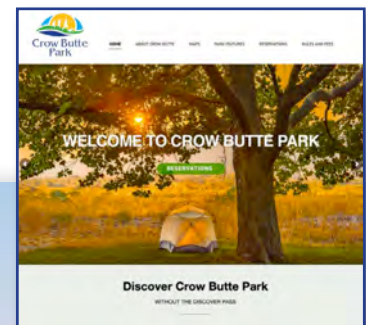 Crow Butte
Park
HOME ABOUT CROW BUTTE MAPS PARK FEATURES RESERVATIONS RULES AND FEES
WELCOME TO CROW BUTTE PARK
RESERVATIONS
Discover Crow Butte Park
WITHOUT THE DISCOVER PASS